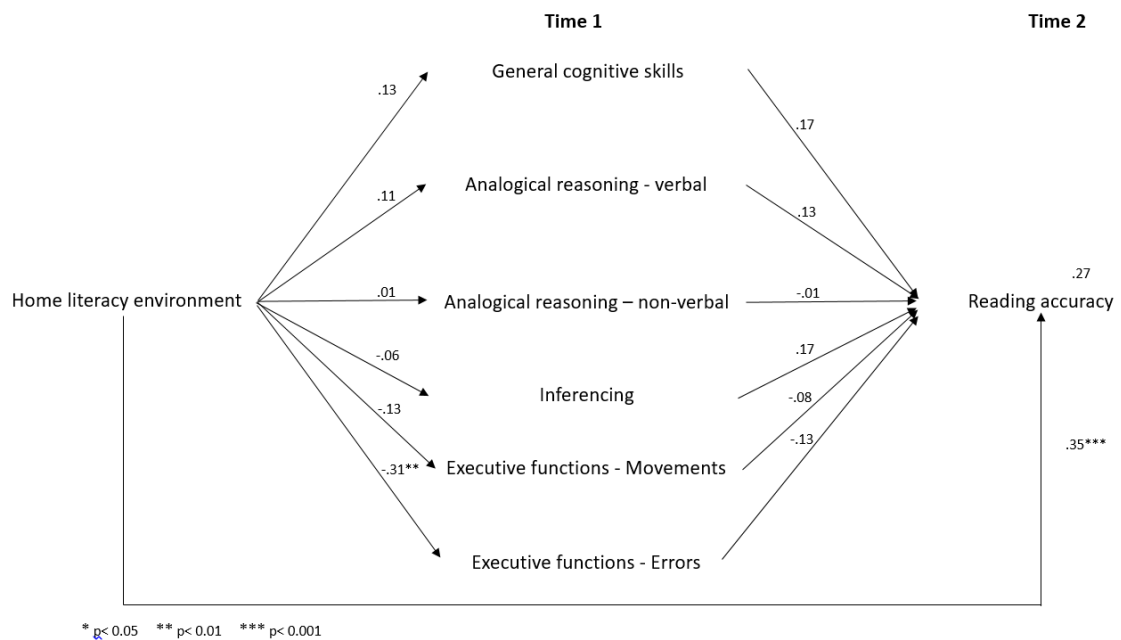 Time 1
Time 2
General cognitive skills
.13
.17
Analogical reasoning - verbal
.11
.13
.27
Home literacy environment
.01
Analogical reasoning – non-verbal
-.01
Reading accuracy
-.06
.17
Inferencing
-.08
-.13
-.13
.35***
-.31**
Executive functions - Movements
Executive functions - Errors
* p< 0.05 ** p< 0.01 *** p< 0.001